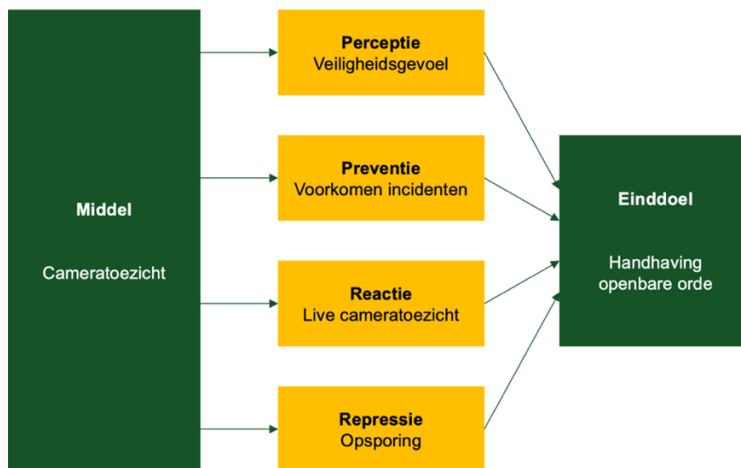 Middel
Cameratoezicht
Perceptie
Veiligheidsgevoel
Preventie
Voorkomen incidenten
Reactie
Live cameratoezicht
Repressie
Opsporing
Einddoel
Handhaving
openbare orde